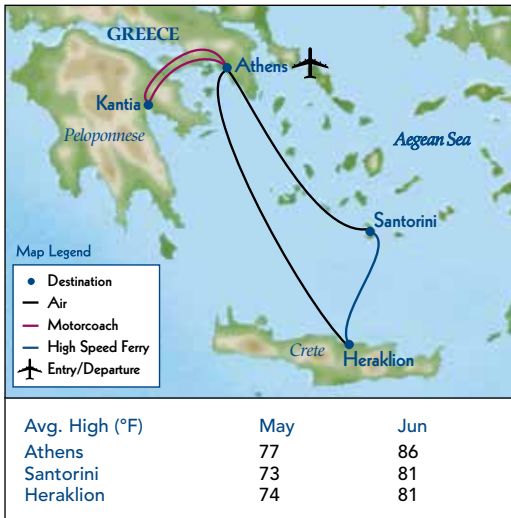 GREECE
Athens
Kantia
Peloponnese
Aegean Sea
Santorini
Map Legend
Destination
Air
Motorcoach
High Speed Ferry
Entry/Departure
Crete
Heraklion
Avg. High (°F) May Jun
Athens 77 86
Santorini 73 81
Heraklion 74 81